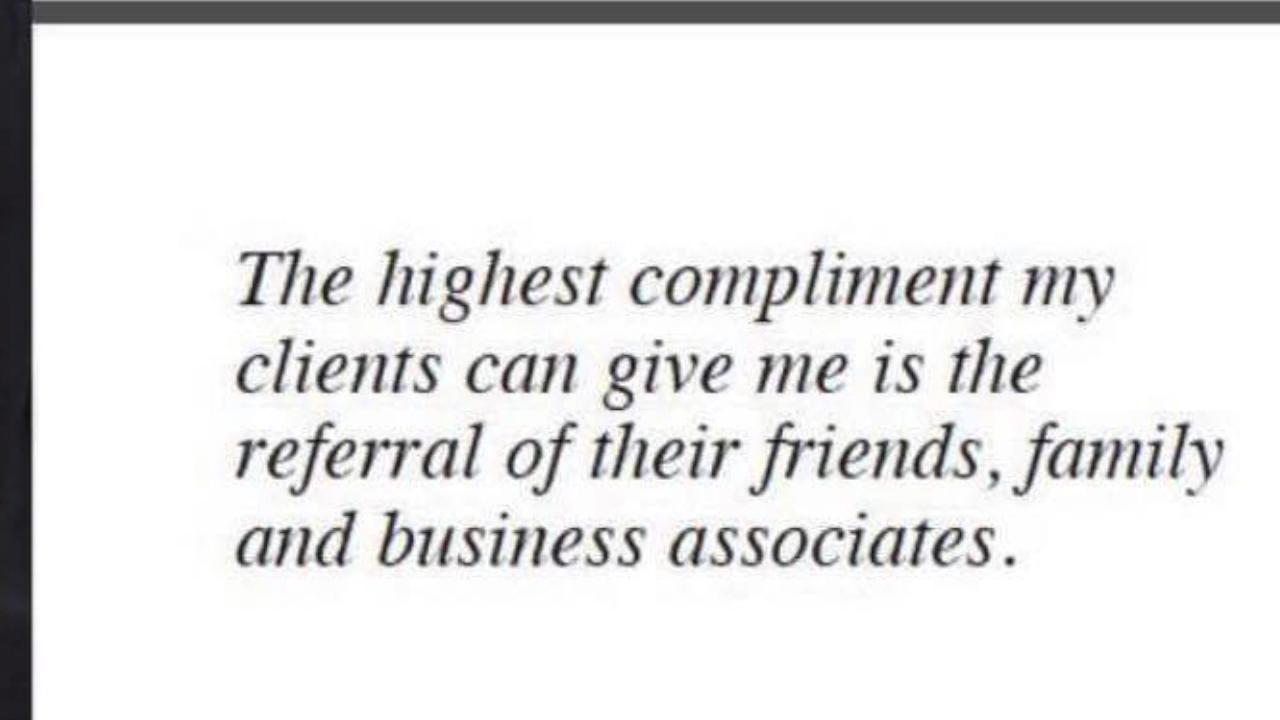 The highest compliment my
clients can give me is the
referral of their friends, family
and business associates.